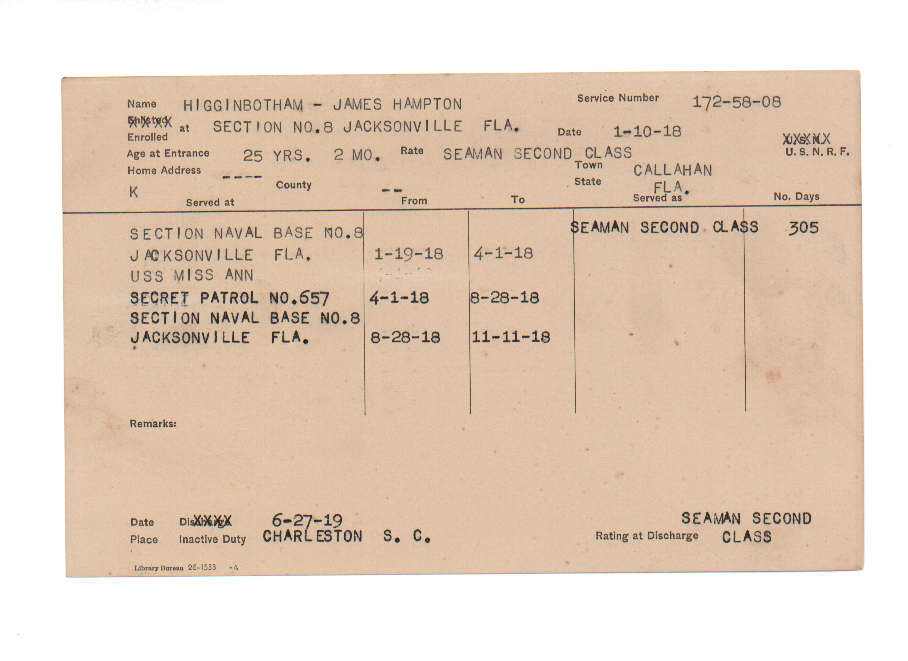 Name HIGGINBOTHAM - JAMES HAMPTON Service Number 172-58-08
Enlisted
Enrolled at SECTION NO.8 JACKSONVILLE FLA. Date 1-10-18 U.S.N.
Age at Entrance 25 YRS. 2 MO. Rate SEAMAN SECOND CLASS U. S. N. R. F.
Home Address ---- County -- Town CALLAHAN
K State FLA.
Served at From To Served as No. Days
SECTION NAVAL BASE NO.8 SEAMAN SECOND CLASS 305
JACKSONVILLE FLA. 1-19-18 4-1-18
USS MISS ANN
SECRET PATROL NO.657 4-1-18 8-28-18
SECTION NAVAL BASE NO.8
JACKSONVILLE FLA. 8-28-18 11-11-18
Remarks:
Date Discharge 6-27-19 SEAMAN SECOND
Place Inactive Duty CHARLESTON S. C. Rating at Discharge CLASS
Library Bureau 26-1533 -A